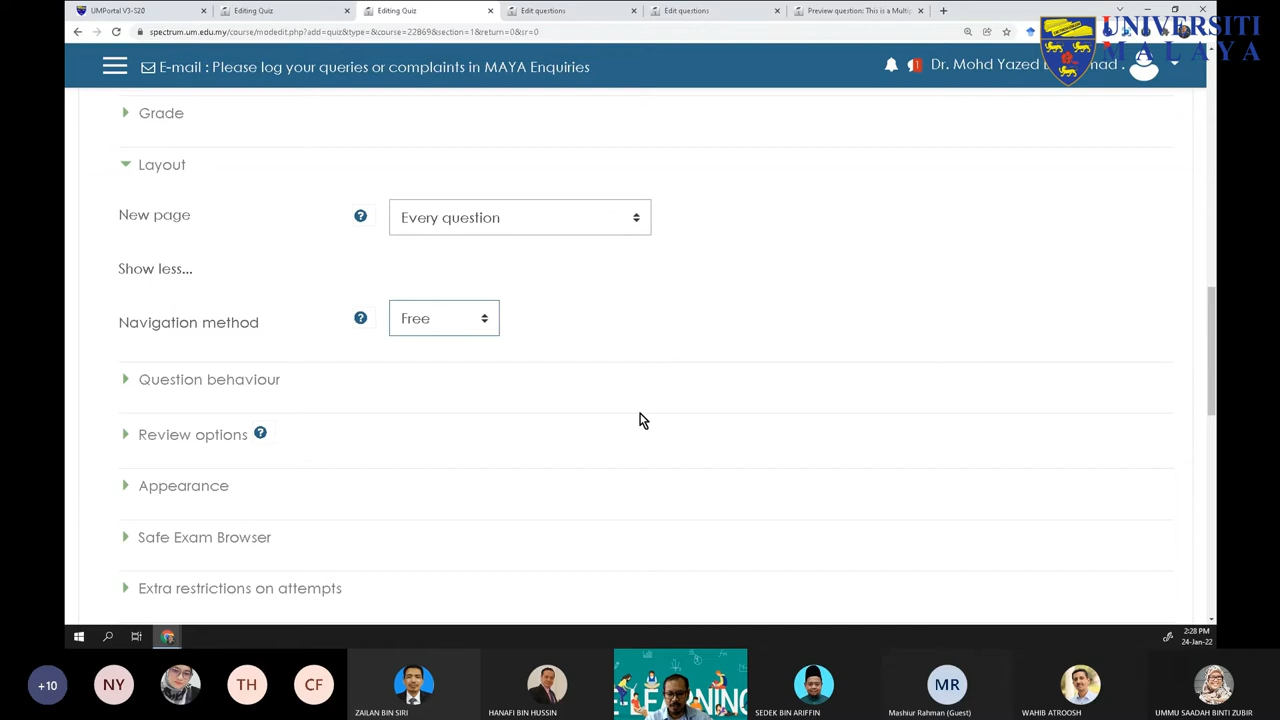 UMPortal V3-SZ0
Editing Quiz
Editing Quiz
Edit questions
Edit questions
Preview question: This is a Multip
spectrum.um.edu.my/course/modedit.php?add=quiz&type=&course=22869&section=1&return=0&sr=0
UNIVERSITI
MALAYA
E-mail : Please log your queries or complaints in MAYA Enquiries
1
Dr. Mohd Yazed
Grade
Layout
New page
Every question
Show less...
Navigation method
Free
Question behaviour
Review options
Appearance
Safe Exam Browser
Extra restrictions on attempts
2:28 PM
24-Jan-22
+10
NY
TH
CF
E-LEARNING
MR
ZAILAN BIN SIRI
HANAFI BIN HUSSIN
SEDEK BIN ARIFFIN
Mashiur Rahman (Guest)
WAHIB ATROOSH
UMMU SAADAH BINTI ZUBIR